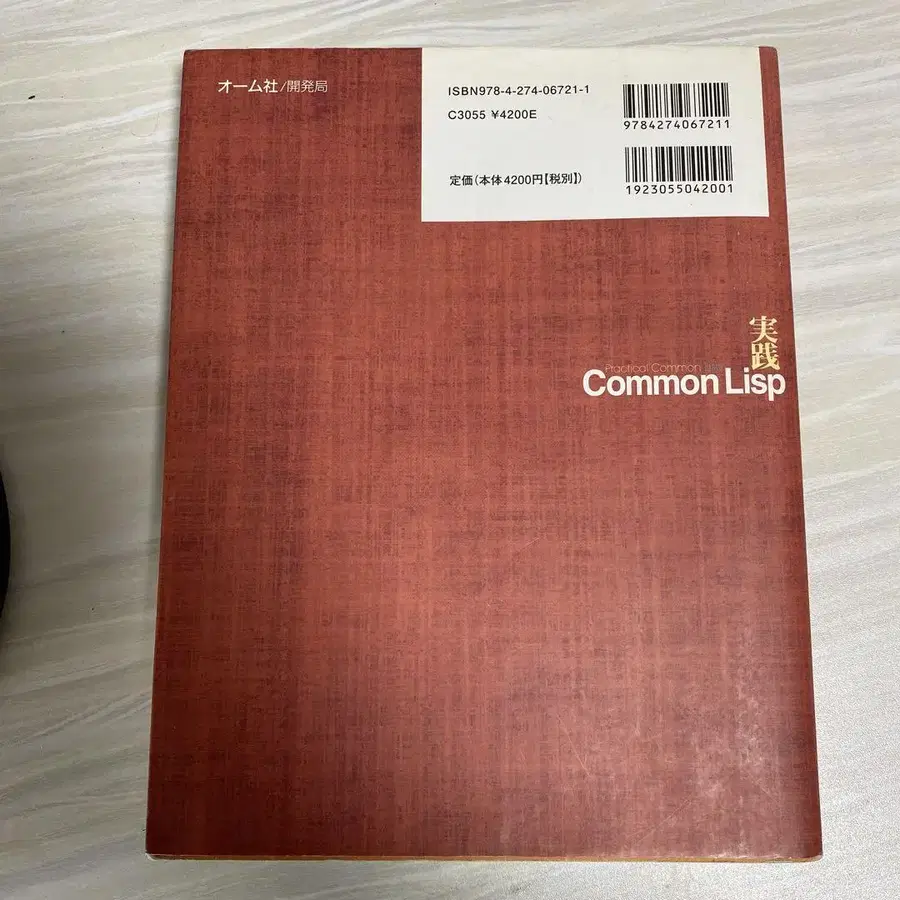 オーム社/開発局
ISBN978-4-274-06721-1
C3055 ¥4200E
9784274067211
定価(本体4200円【税別】)
1923055042001
実践
Practical Common Lisp
Common Lisp